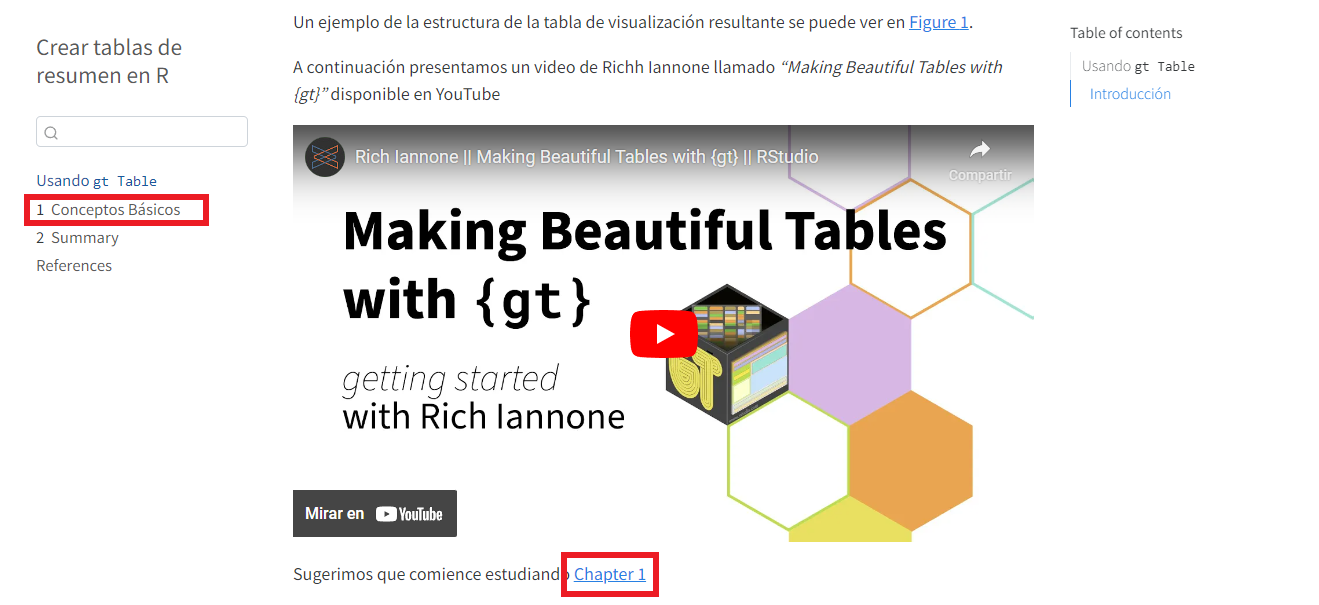 Crear tablas de
resumen en R
Usando gt Table
1 Conceptos Básicos
2 Summary
References
Un ejemplo de la estructura de la tabla de visualización resultante se puede ver en Figure 1.
A continuación presentamos un video de Richh Iannone llamado “Making Beautiful Tables with
{gt}” disponible en YouTube
Rich Iannone || Making Beautiful Tables with {gt} || RStudio
Compartir
Making Beautiful Tables
with {gt}
getting started
with Rich Iannone
GT
Mirar en YouTube
Sugerimos que comience estudiando Chapter 1
Table of contents
Usando gt Table
Introducción